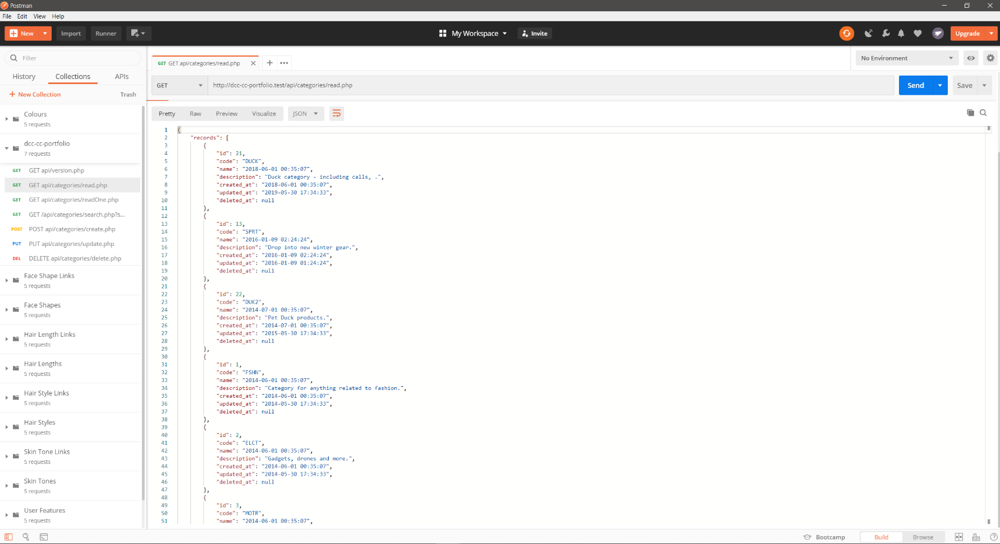 Postman
File Edit View Help
New Import Runner My Workspace Invite Upgrade
Filter
History Collections APIs
New Collection Trash
Colours
5 requests
dcc-cc-portfolio
7 requests
GET GET api/version.php
GET GET api/categories/read.php
GET GET api/categories/readOne.php
GET GET /api/categories/search.php?s...
POST POST api/categories/create.php
PUT PUT api/categories/update.php
DEL DELETE api/categories/delete.php
Face Shape Links
5 requests
Face Shapes
5 requests
Hair Length Links
5 requests
Hair Lengths
5 requests
Hair Style Links
5 requests
Hair Styles
5 requests
Skin Tone Links
5 requests
Skin Tones
5 requests
User Features
5 requests
GET GET api/categories/read.php
No Environment
GET http://dcc-cc-portfolio.test/api/categories/read.php Send Save
Pretty Raw Preview Visualize JSON
1 {
2 "records": [
3 {
4 "id": 21,
5 "code": "DUCK",
6 "name": "2018-06-01 00:35:07",
7 "description": "Duck category - including calls, .",
8 "created_at": "2018-06-01 00:35:07",
9 "updated_at": "2019-05-30 17:34:33",
10 "deleted_at": null
11 },
12 {
13 "id": 13,
14 "code": "SPRT",
15 "name": "2016-01-09 02:24:24",
16 "description": "Drop into new winter gear.",
17 "created_at": "2016-01-09 02:24:24",
18 "updated_at": "2016-01-09 01:24:24",
19 "deleted_at": null
20 },
21 {
22 "id": 22,
23 "code": "DUK2",
24 "name": "2014-07-01 00:35:07",
25 "description": "Pet Duck products.",
26 "created_at": "2014-07-01 00:35:07",
27 "updated_at": "2015-05-30 17:34:33",
28 "deleted_at": null
29 },
30 {
31 "id": 1,
32 "code": "FSHN",
33 "name": "2014-06-01 00:35:07",
34 "description": "Category for anything related to fashion.",
35 "created_at": "2014-06-01 00:35:07",
36 "updated_at": "2014-05-30 17:34:33",
37 "deleted_at": null
38 },
39 {
40 "id": 2,
41 "code": "ELCT",
42 "name": "2014-06-01 00:35:07",
43 "description": "Gadgets, drones and more.",
44 "created_at": "2014-06-01 00:35:07",
45 "updated_at": "2014-05-30 17:34:33",
46 "deleted_at": null
47 },
48 {
49 "id": 3,
50 "code": "MOTR",
51 "name": "2014-06-01 00:35:07",
Bootcamp Build Browse